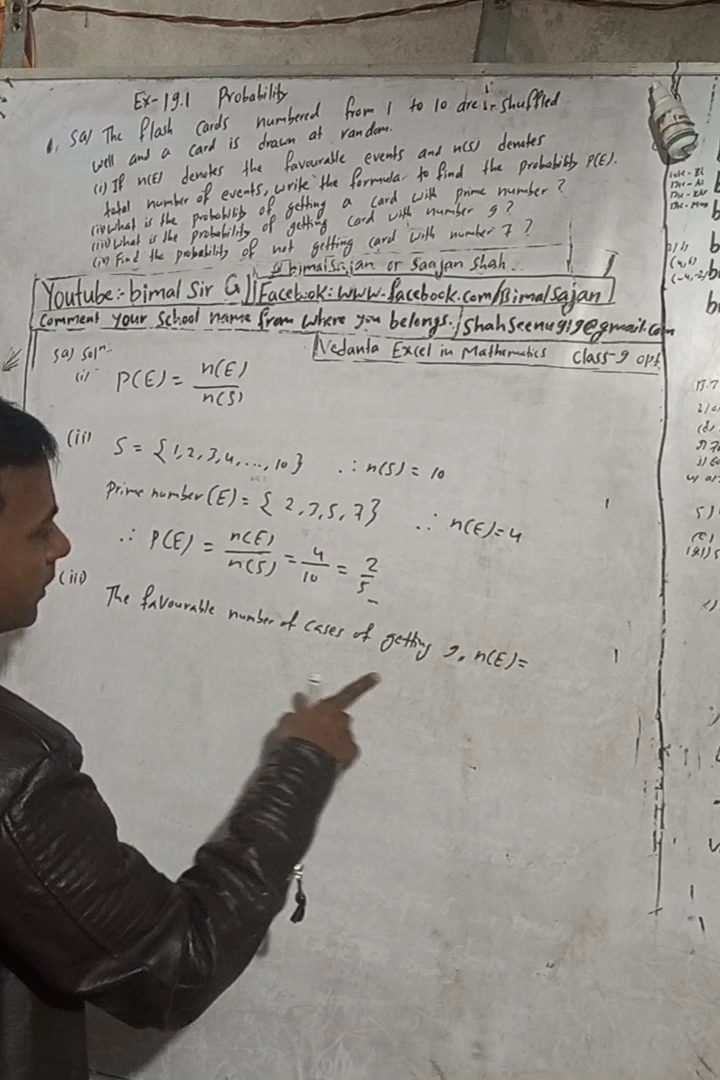 Ex-19.1 Probability
1. 5a) The flash cards numbered from 1 to 10 are shuffled
well and a card is drawn at random.
(i) If n(E) denotes the favourable events and n(S) denotes
total number of events, write the formula to find the probability P(E).
(ii) What is the probability of getting a card with prime number?
(iii) What is the probability of getting card with number 9?
(iv) Find the probability of not getting card with number 7?
bimalsajan or Saajan Shah.
Youtube:- bimal Sir G Facebook: www.facebook.com/Bimalsajan
Comment your School name from where you belongs. shahseenu919@gmail.com
Vedanta Excel in Mathematics Class-9 opt
5a) Solⁿ:
(i) P(E) = n(E)
n(S)
(ii) S = {1,2,3,4,...,10} ∴ n(S) = 10
Prime number (E) = {2,3,5,7} ∴ n(E)=4
∴ P(E) = n(E)/n(S) = 4/10 = 2/5
(iii) The favourable number of cases of getting 9, n(E)=